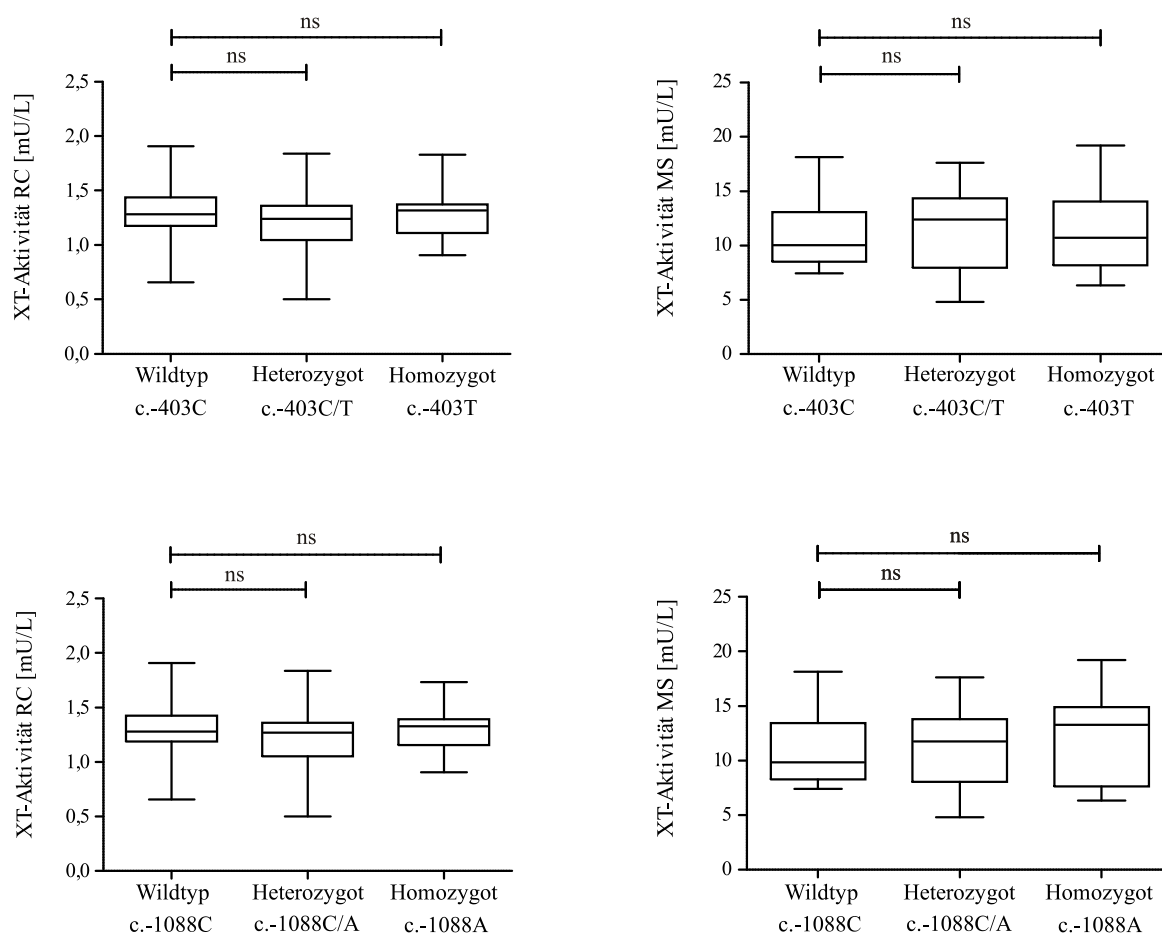 ns
ns
XT-Aktivität RC [mU/L]
2,5
2,0
1,5
1,0
0,5
0,0
Wildtyp Heterozygot Homozygot
c.-403C c.-403C/T c.-403T
ns
ns
XT-Aktivität MS [mU/L]
25
20
15
10
5
0
Wildtyp Heterozygot Homozygot
c.-403C c.-403C/T c.-403T
ns
ns
XT-Aktivität RC [mU/L]
2,5
2,0
1,5
1,0
0,5
0,0
Wildtyp Heterozygot Homozygot
c.-1088C c.-1088C/A c.-1088A
ns
ns
XT-Aktivität MS [mU/L]
25
20
15
10
5
0
Wildtyp Heterozygot Homozygot
c.-1088C c.-1088C/A c.-1088A